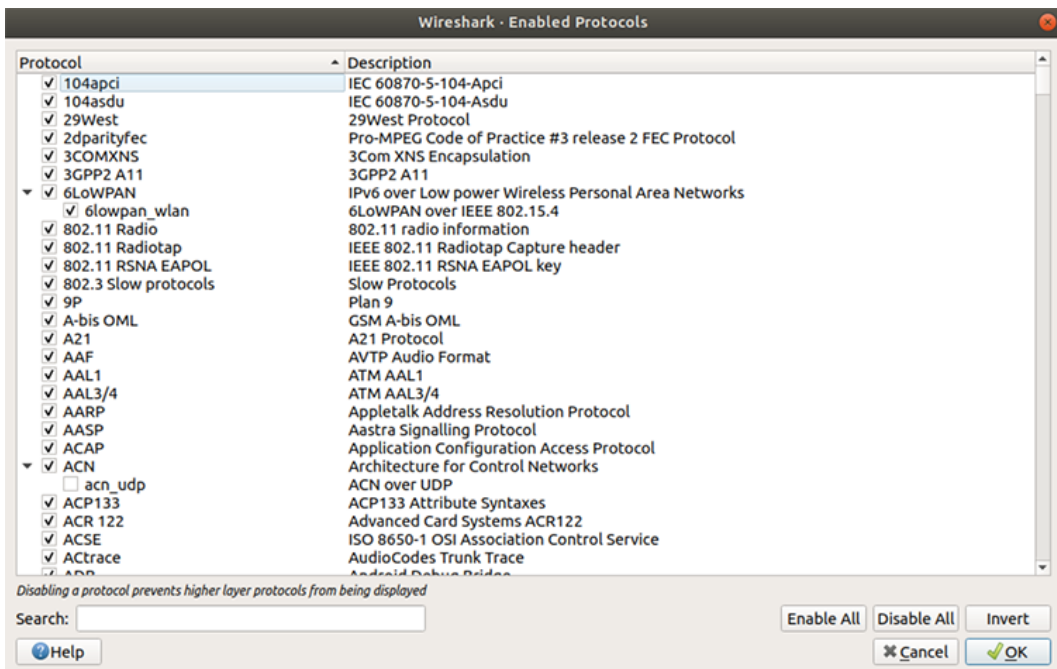 Wireshark · Enabled Protocols
Protocol Description
104apci IEC 60870-5-104-Apci
104asdu IEC 60870-5-104-Asdu
29West 29West Protocol
2dparityfec Pro-MPEG Code of Practice #3 release 2 FEC Protocol
3COMXNS 3Com XNS Encapsulation
3GPP2 A11 3GPP2 A11
6LoWPAN IPv6 over Low power Wireless Personal Area Networks
6lowpan_wlan 6LoWPAN over IEEE 802.15.4
802.11 Radio 802.11 radio information
802.11 Radiotap IEEE 802.11 Radiotap Capture header
802.11 RSNA EAPOL IEEE 802.11 RSNA EAPOL key
802.3 Slow protocols Slow Protocols
9P Plan 9
A-bis OML GSM A-bis OML
A21 A21 Protocol
AAF AVTP Audio Format
AAL1 ATM AAL1
AAL3/4 ATM AAL3/4
AARP Appletalk Address Resolution Protocol
AASP Aastra Signalling Protocol
ACAP Application Configuration Access Protocol
ACN Architecture for Control Networks
acn_udp ACN over UDP
ACP133 ACP133 Attribute Syntaxes
ACR 122 Advanced Card Systems ACR122
ACSE ISO 8650-1 OSI Association Control Service
ACtrace AudioCodes Trunk Trace
ADB Android Debug Bridge
Disabling a protocol prevents higher layer protocols from being displayed
Search: Enable All Disable All Invert
Help Cancel OK